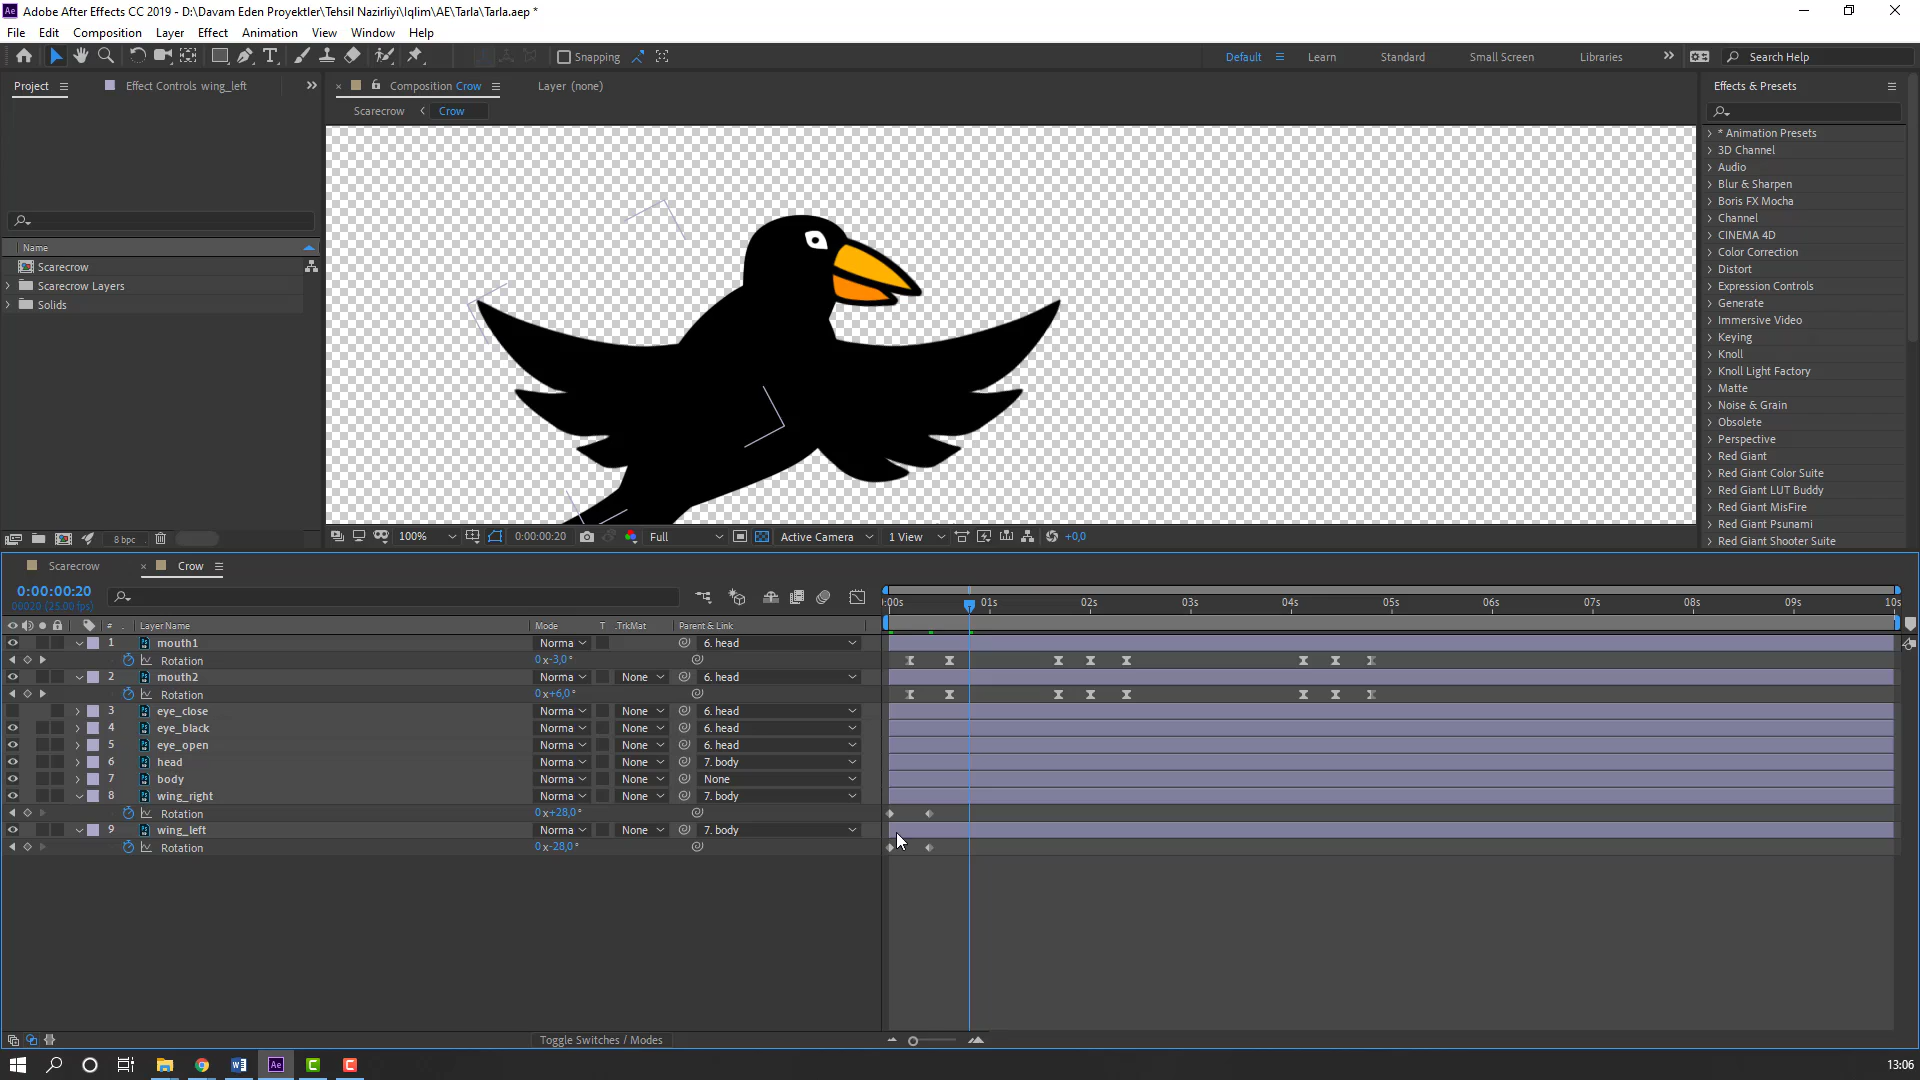 Adobe After Effects CC 2019 - D:\Davam Eden Proyektler\Tehsil Nazirliyi\Iqlim\AE\Tarla\Tarla.aep *
File Edit Composition Layer Effect Animation View Window Help
Snapping Default Learn Standard Small Screen Libraries Search Help
Project Effect Controls wing_left Composition Crow Layer (none) Effects & Presets
Scarecrow Crow
Name
Scarecrow
Scarecrow Layers
Solids
* Animation Presets
3D Channel
Audio
Blur & Sharpen
Boris FX Mocha
Channel
CINEMA 4D
Color Correction
Distort
Expression Controls
Generate
Immersive Video
Keying
Knoll
Knoll Light Factory
Matte
Noise & Grain
Obsolete
Perspective
Red Giant
Red Giant Color Suite
Red Giant LUT Buddy
Red Giant MisFire
Red Giant Psunami
Red Giant Shooter Suite
8 bpc 100% 0:00:00:20 Full Active Camera 1 View +0,0
Scarecrow Crow
0:00:00:20
00020 (25.00 fps)
:00s 01s 02s 03s 04s 05s 06s 07s 08s 09s 10s
# Layer Name Mode T .TrkMat Parent & Link
1 mouth1 Norma 6. head
Rotation 0x-3,0°
2 mouth2 Norma None 6. head
Rotation 0x+6,0°
3 eye_close Norma None 6. head
4 eye_black Norma None 6. head
5 eye_open Norma None 6. head
6 head Norma None 7. body
7 body Norma None None
8 wing_right Norma None 7. body
Rotation 0x+28,0°
9 wing_left Norma None 7. body
Rotation 0x-28,0°
Toggle Switches / Modes
13:06